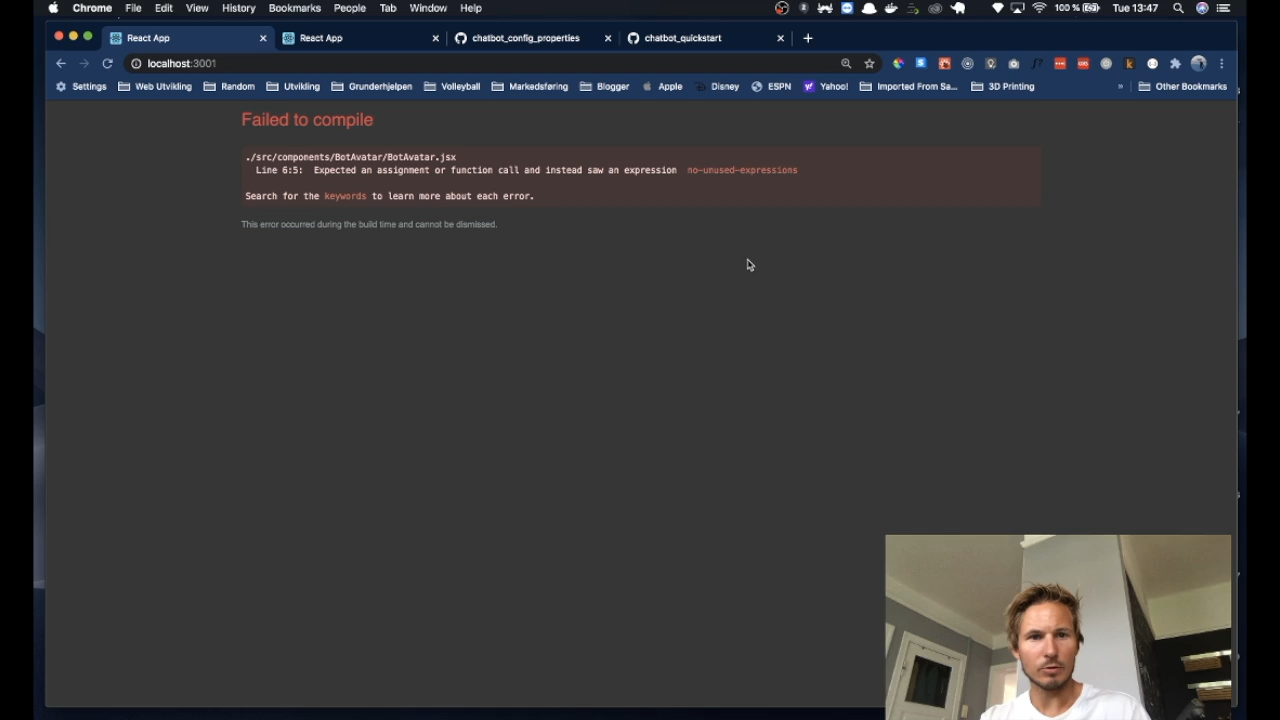 Chrome File Edit View History Bookmarks People Tab Window Help 100 % Tue 13:47
React App React App chatbot_config_properties chatbot_quickstart
localhost:3001
Settings Web Utvikling Random Utvikling Grunderhjelpen Volleyball Markedsføring Blogger Apple Disney ESPN Yahoo! Imported From Sa... 3D Printing » Other Bookmarks
Failed to compile
./src/components/BotAvatar/BotAvatar.jsx
Line 6:5: Expected an assignment or function call and instead saw an expression no-unused-expressions
Search for the keywords to learn more about each error.
This error occurred during the build time and cannot be dismissed.